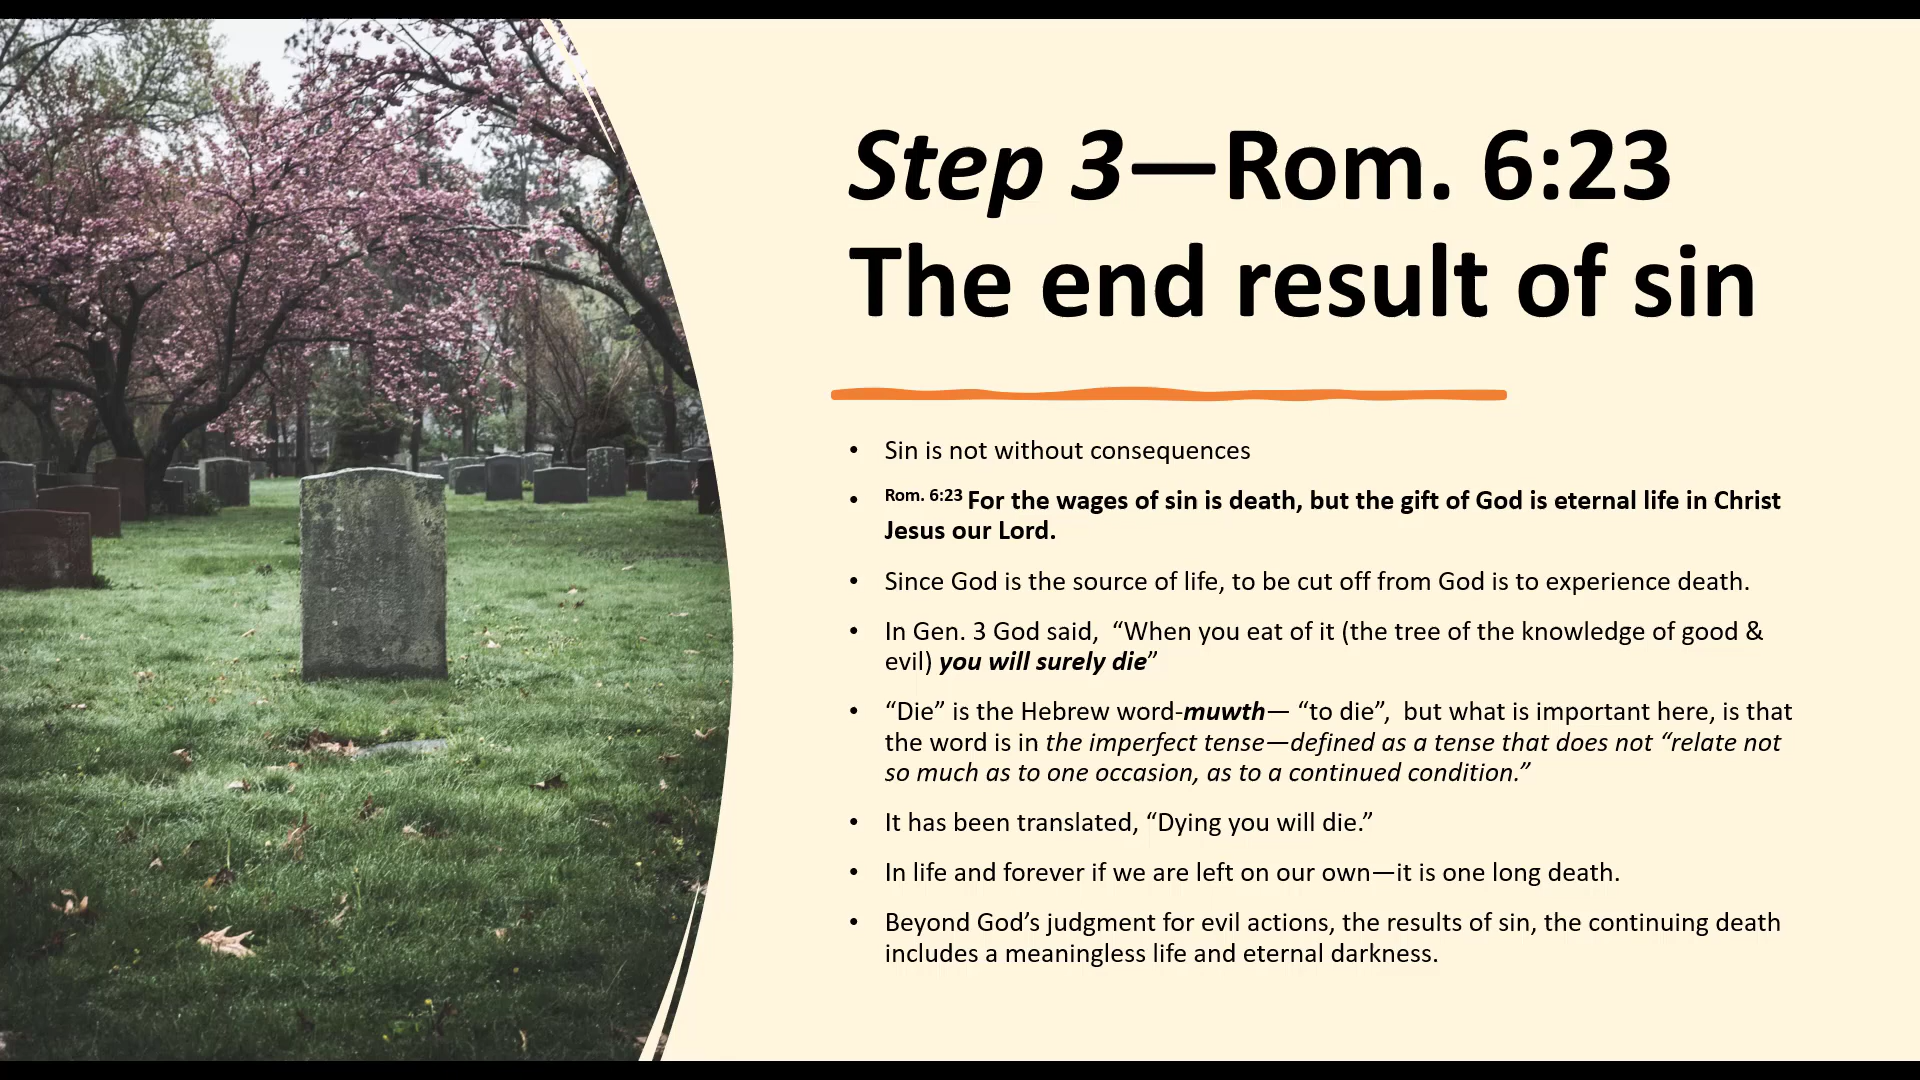 Step 3—Rom. 6:23
The end result of sin
• Sin is not without consequences
• Rom. 6:23 For the wages of sin is death, but the gift of God is eternal life in Christ
Jesus our Lord.
• Since God is the source of life, to be cut off from God is to experience death.
• In Gen. 3 God said,  “When you eat of it (the tree of the knowledge of good &
evil) you will surely die”
• “Die” is the Hebrew word-muwth— “to die”,  but what is important here, is that
the word is in the imperfect tense—defined as a tense that does not “relate not
so much as to one occasion, as to a continued condition.”
• It has been translated, “Dying you will die.”
• In life and forever if we are left on our own—it is one long death.
• Beyond God’s judgment for evil actions, the results of sin, the continuing death
includes a meaningless life and eternal darkness.